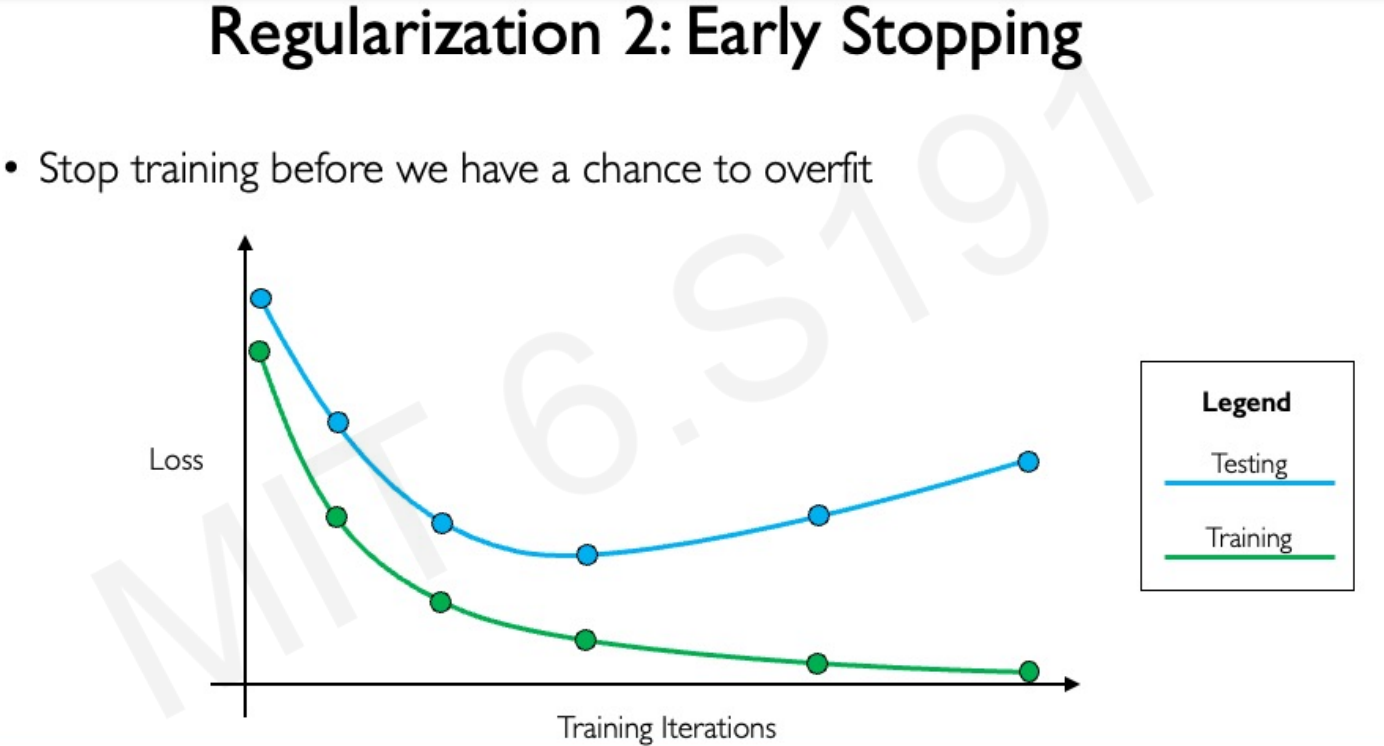 Regularization 2: Early Stopping
• Stop training before we have a chance to overfit
Loss
Legend
Testing
Training
Training Iterations
MIT 6.S191